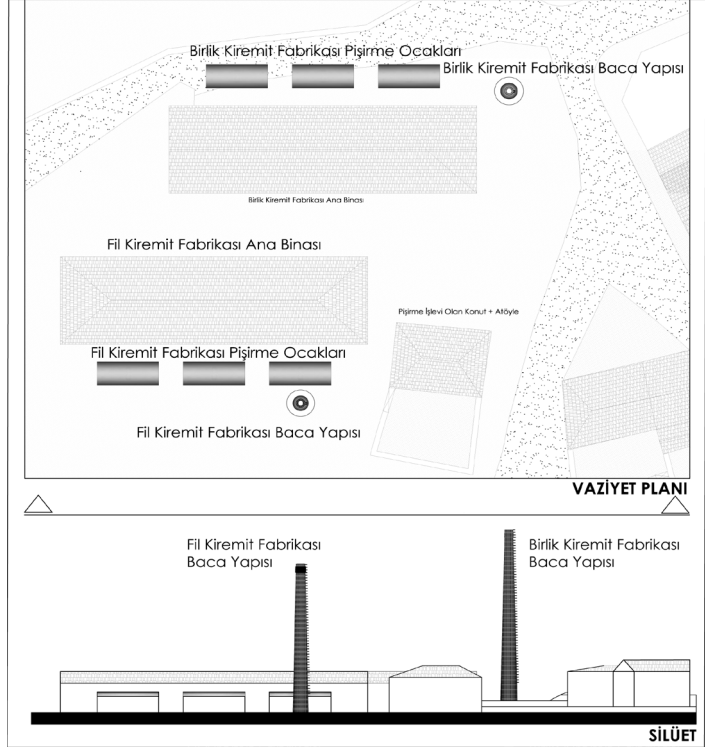 Birlik Kiremit Fabrikası Pişirme Ocakları
Birlik Kiremit Fabrikası Baca Yapısı
Birlik Kiremit Fabrikası Ana Binası
Fil Kiremit Fabrikası Ana Binası
Pişirme İşlevi Olan Konut + Atölye
Fil Kiremit Fabrikası Pişirme Ocakları
Fil Kiremit Fabrikası Baca Yapısı
VAZİYET PLANI
Fil Kiremit Fabrikası
Baca Yapısı
Birlik Kiremit Fabrikası
Baca Yapısı
SİLÜET